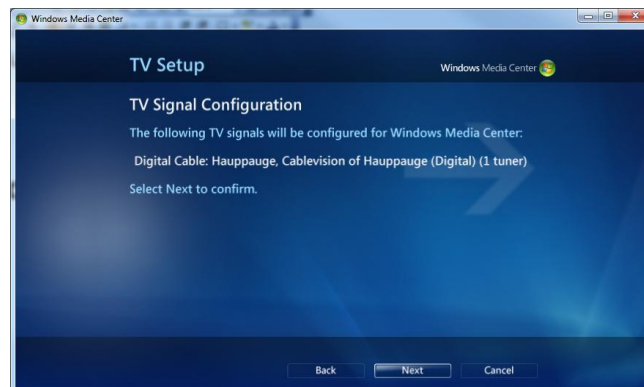 Windows Media Center
TV Setup
Windows Media Center
TV Signal Configuration
The following TV signals will be configured for Windows Media Center:
Digital Cable: Hauppauge, Cablevision of Hauppauge (Digital) (1 tuner)
Select Next to confirm.
Back Next Cancel